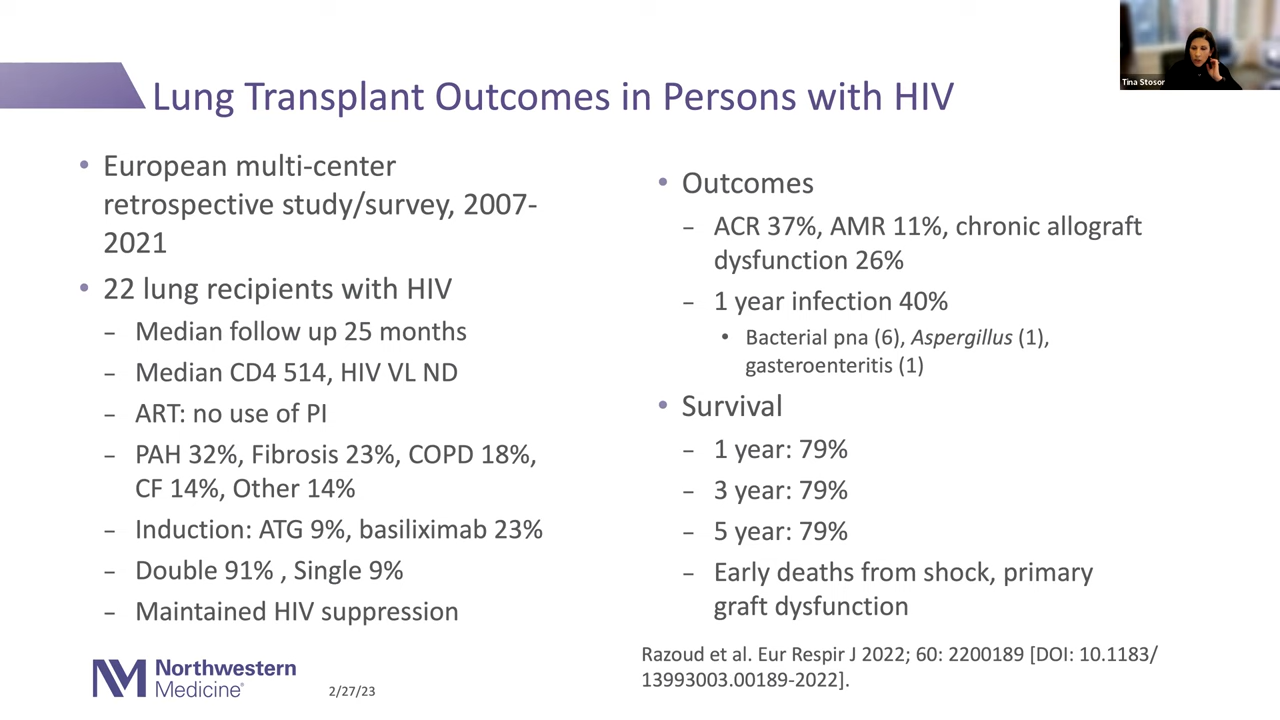 Tina Stosor
Lung Transplant Outcomes in Persons with HIV
• European multi-center
retrospective study/survey, 2007-
2021
• 22 lung recipients with HIV
– Median follow up 25 months
– Median CD4 514, HIV VL ND
– ART: no use of PI
– PAH 32%, Fibrosis 23%, COPD 18%,
CF 14%, Other 14%
– Induction: ATG 9%, basiliximab 23%
– Double 91% , Single 9%
– Maintained HIV suppression
• Outcomes
– ACR 37%, AMR 11%, chronic allograft
dysfunction 26%
– 1 year infection 40%
• Bacterial pna (6), Aspergillus (1),
gasteroenteritis (1)
• Survival
– 1 year: 79%
– 3 year: 79%
– 5 year: 79%
– Early deaths from shock, primary
graft dysfunction
Razoud et al. Eur Respir J 2022; 60: 2200189 [DOI: 10.1183/
13993003.00189-2022].
NM Northwestern
Medicine®
2/27/23